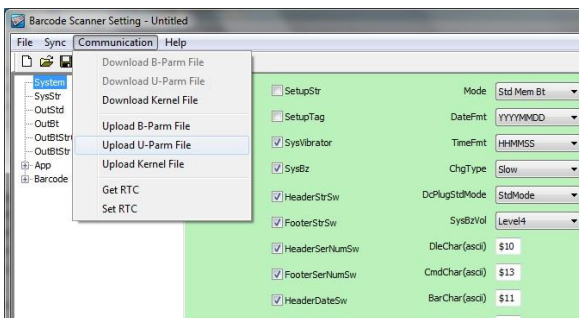 Barcode Scanner Setting - Untitled
File Sync Communication Help
Download B-Parm File
Download U-Parm File
Download Kernel File
Upload B-Parm File
Upload U-Parm File
Upload Kernel File
Get RTC
Set RTC
System
SysStr
OutStd
OutBt
OutBtStr
OutBtStr
App
Barcode
SetupStr Mode Std Mem Bt
SetupTag DateFmt YYYYMMDD
SysVibrator TimeFmt HHMMSS
SysBz ChgType Slow
HeaderStrSw DcPlugStdMode StdMode
FooterStrSw SysBzVol Level4
HeaderSerNumSw DleChar(ascii) $10
FooterSerNumSw CmdChar(ascii) $13
HeaderDateSw BarChar(ascii) $11